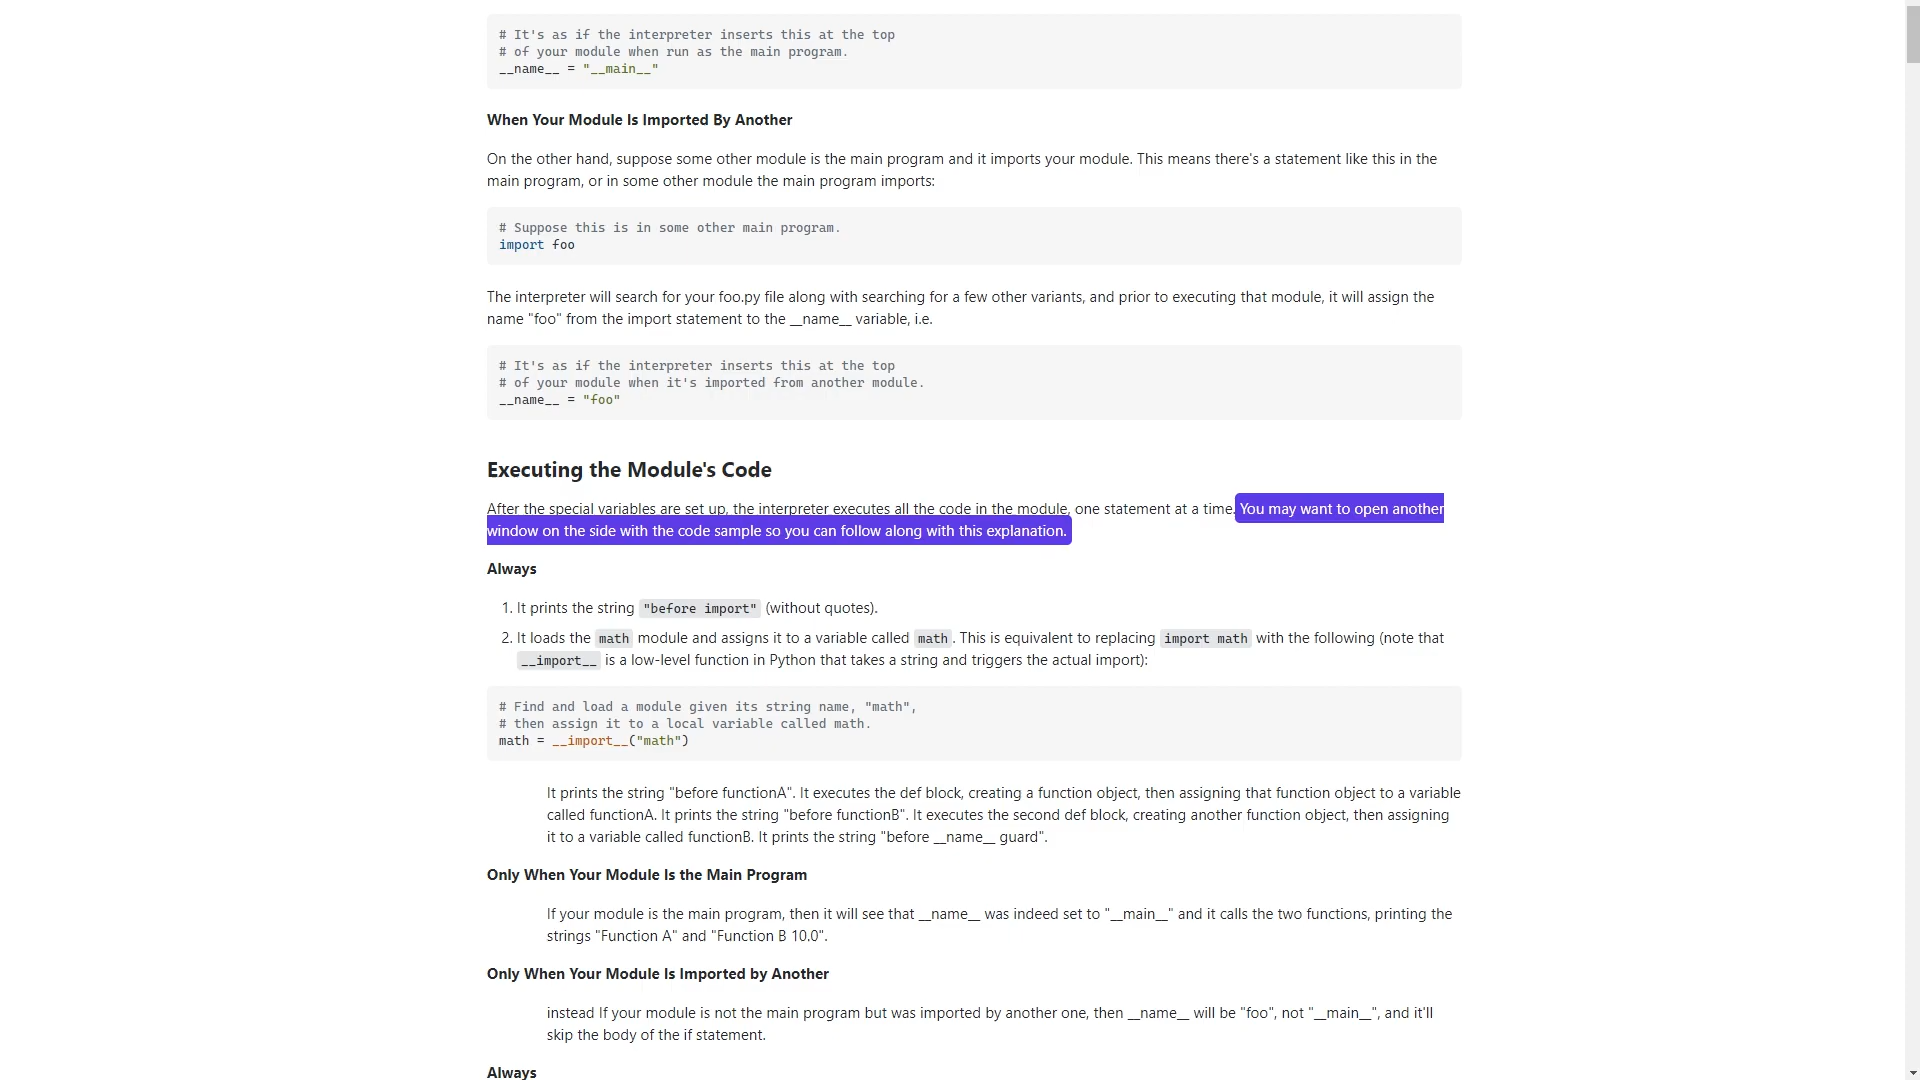 # It's as if the interpreter inserts this at the top
# of your module when run as the main program.
__name__ = "__main__"
When Your Module Is Imported By Another
On the other hand, suppose some other module is the main program and it imports your module. This means there's a statement like this in the
main program, or in some other module the main program imports:
# Suppose this is in some other main program.
import foo
The interpreter will search for your foo.py file along with searching for a few other variants, and prior to executing that module, it will assign the
name "foo" from the import statement to the __name__ variable, i.e.
# It's as if the interpreter inserts this at the top
# of your module when it's imported from another module.
__name__ = "foo"
Executing the Module's Code
After the special variables are set up, the interpreter executes all the code in the module, one statement at a time. You may want to open another
window on the side with the code sample so you can follow along with this explanation.
Always
1. It prints the string "before import" (without quotes).
2. It loads the math module and assigns it to a variable called math. This is equivalent to replacing import math with the following (note that
__import__ is a low-level function in Python that takes a string and triggers the actual import):
# Find and load a module given its string name, "math",
# then assign it to a local variable called math.
math = __import__("math")
It prints the string "before functionA". It executes the def block, creating a function object, then assigning that function object to a variable
called functionA. It prints the string "before functionB". It executes the second def block, creating another function object, then assigning
it to a variable called functionB. It prints the string "before __name__ guard".
Only When Your Module Is the Main Program
If your module is the main program, then it will see that __name__ was indeed set to "__main__" and it calls the two functions, printing the
strings "Function A" and "Function B 10.0".
Only When Your Module Is Imported by Another
instead If your module is not the main program but was imported by another one, then __name__ will be "foo", not "__main__", and it'll
skip the body of the if statement.
Always